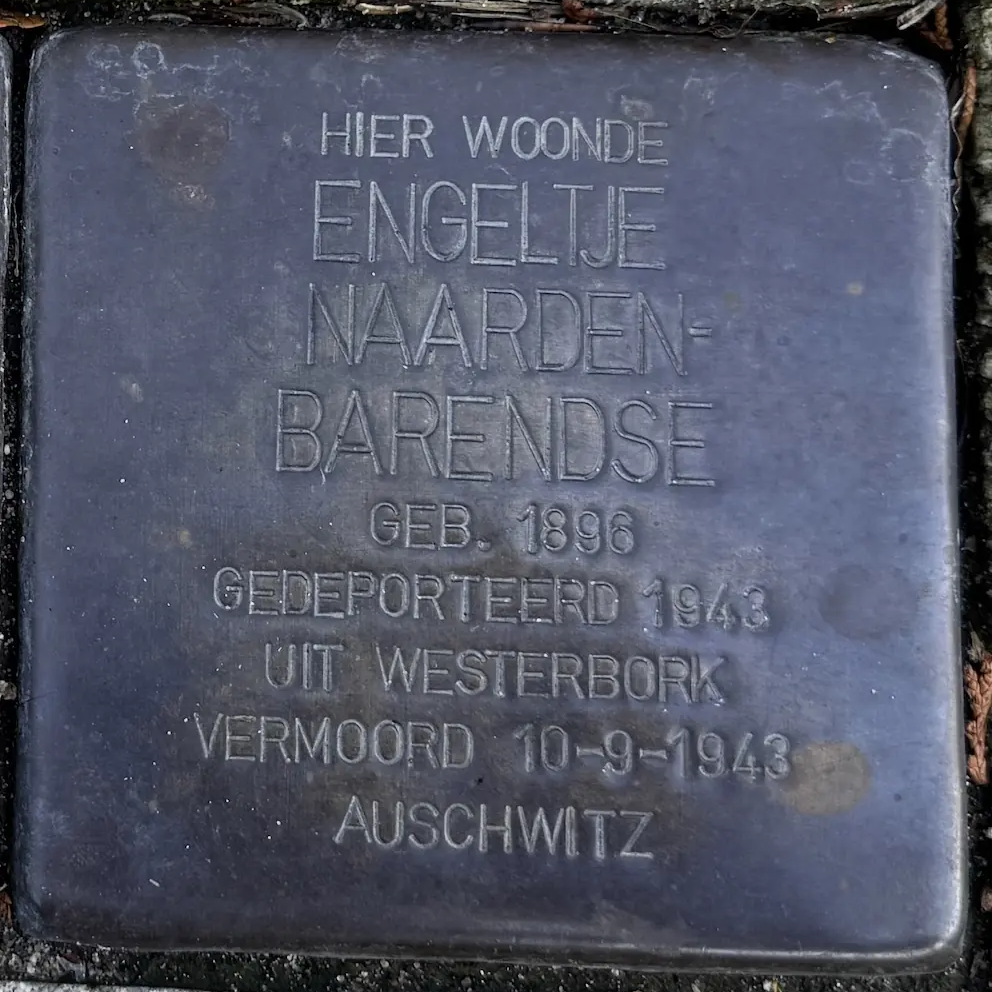 HIER WOONDE
ENGELTJE
NAARDEN-
BARENDSE
GEB. 1896
GEDEPORTEERD 1943
UIT WESTERBORK
VERMOORD 10-9-1943
AUSCHWITZ